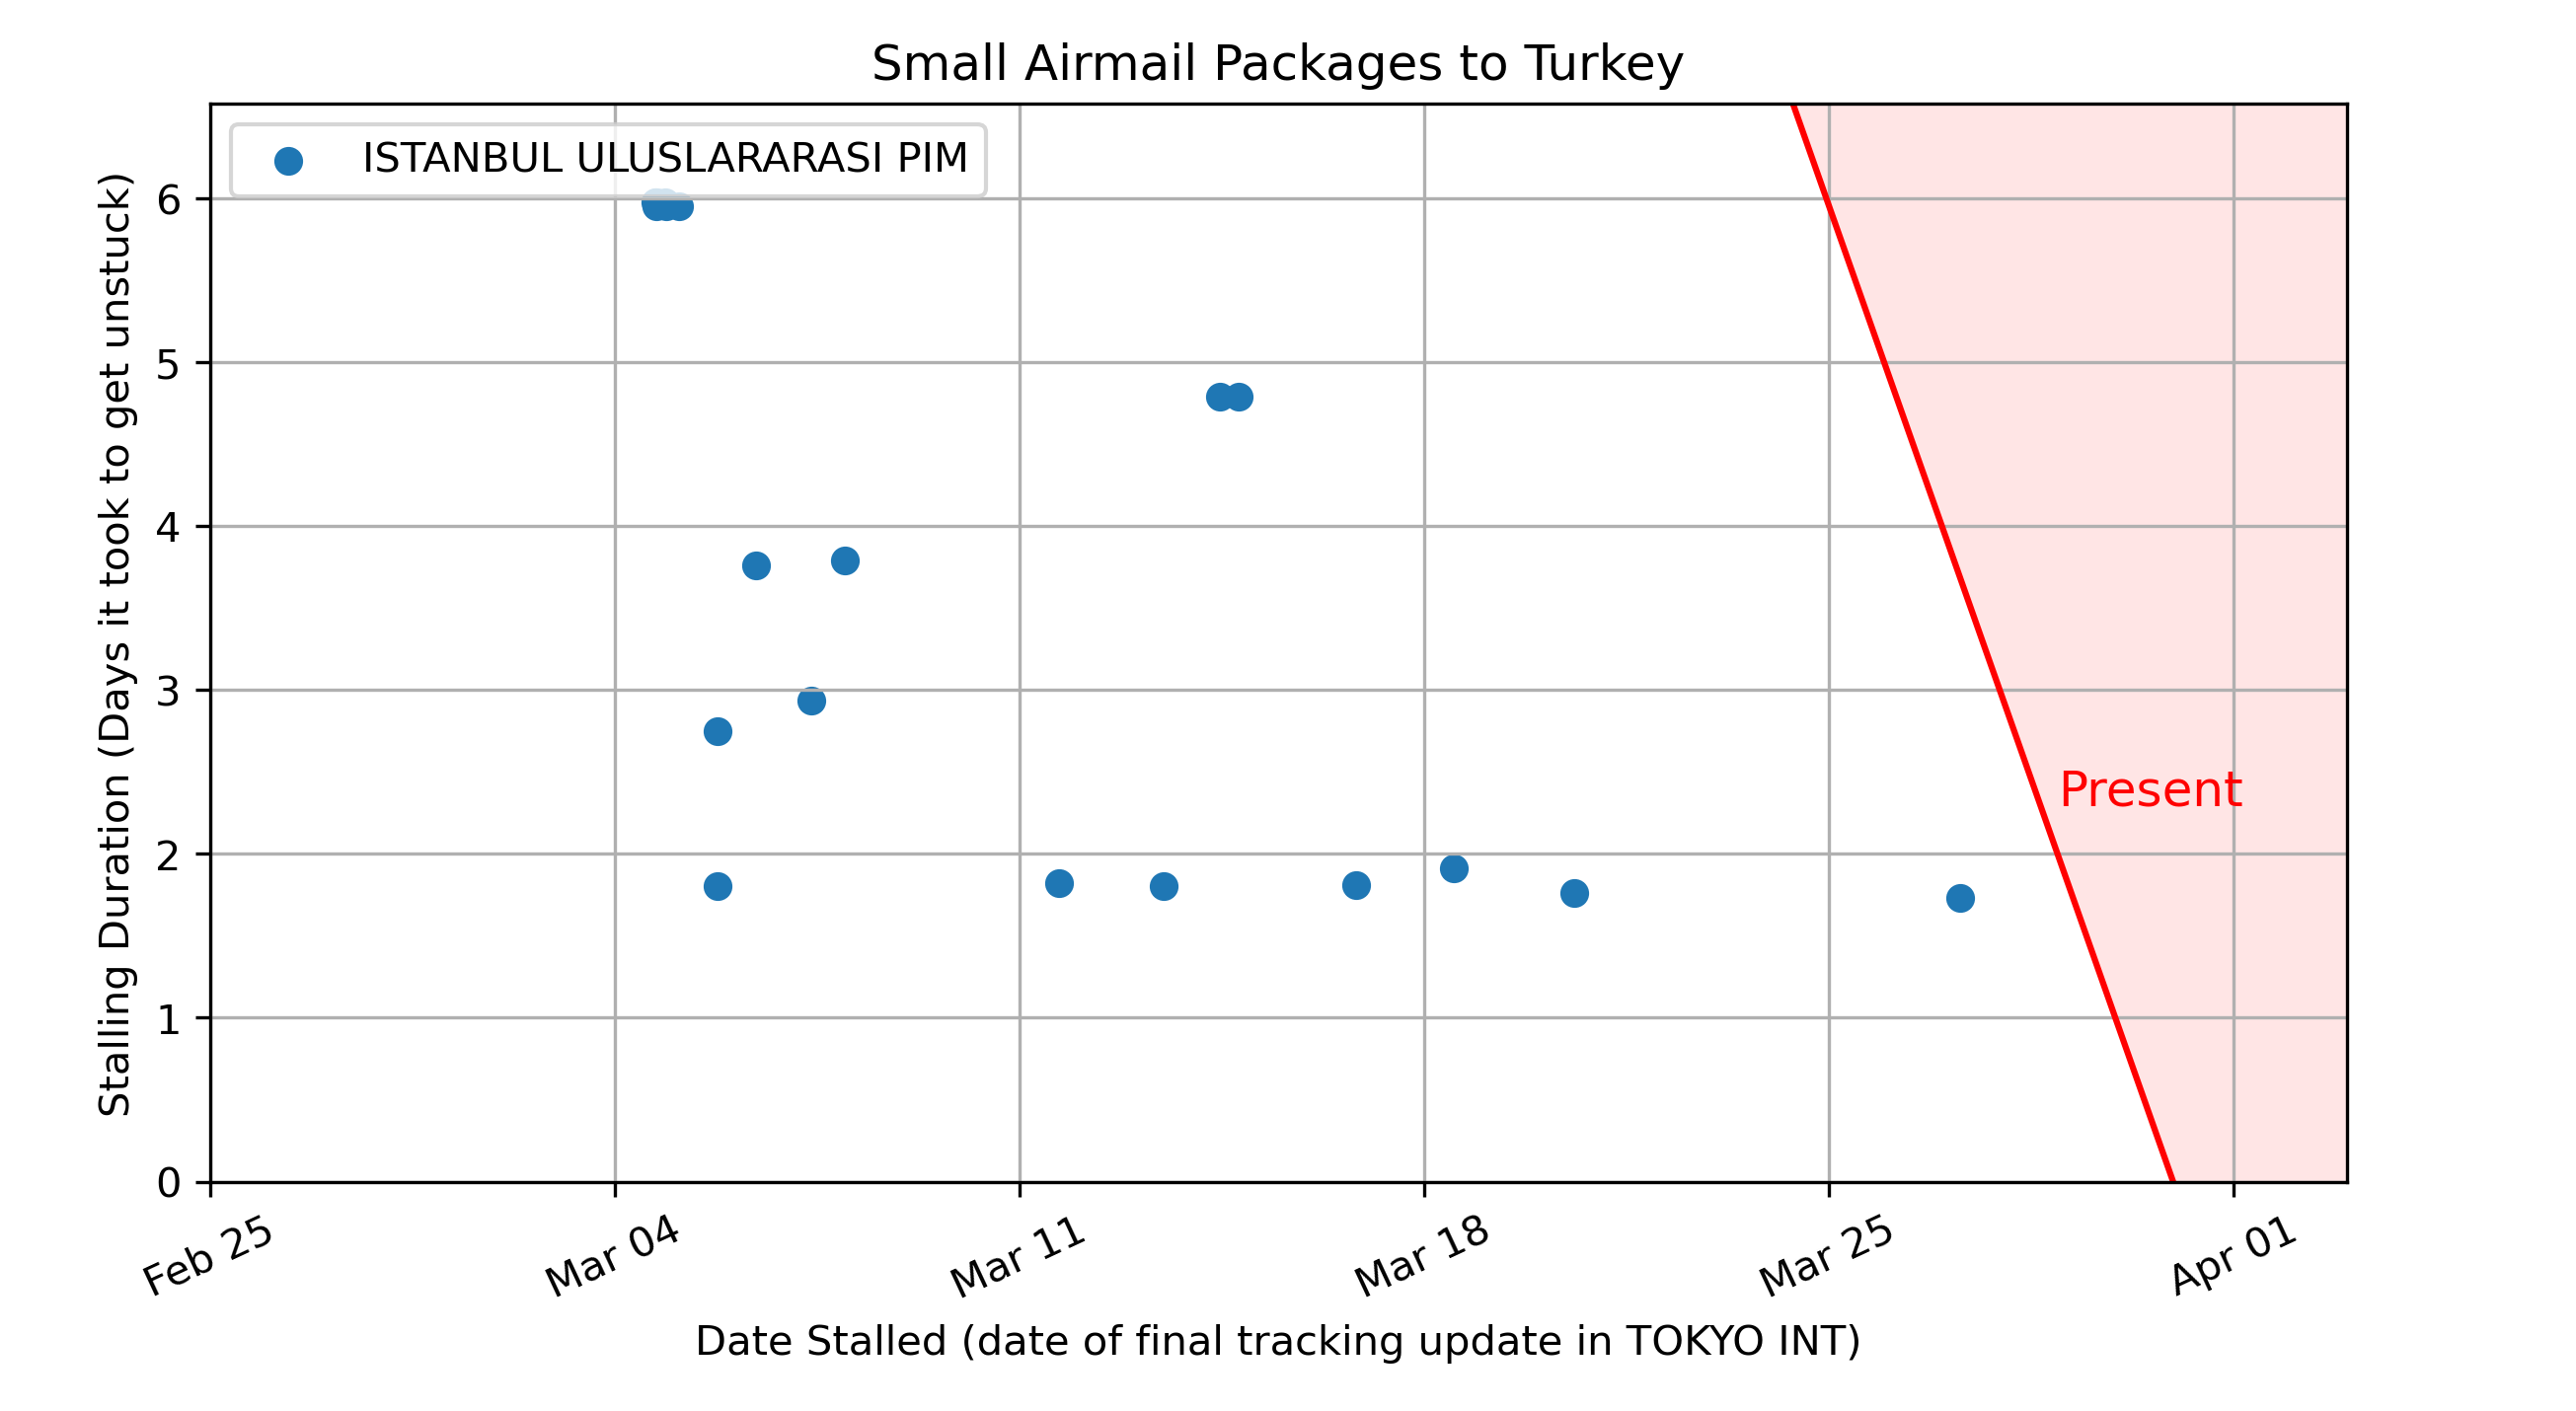 Small Airmail Packages to Turkey
ISTANBUL ULUSLARARASI PIM
Stalling Duration (Days it took to get unstuck)
6
5
4
3
2
1
0
Present
Feb 25
Mar 04
Mar 11
Mar 18
Mar 25
Apr 01
Date Stalled (date of final tracking update in TOKYO INT)